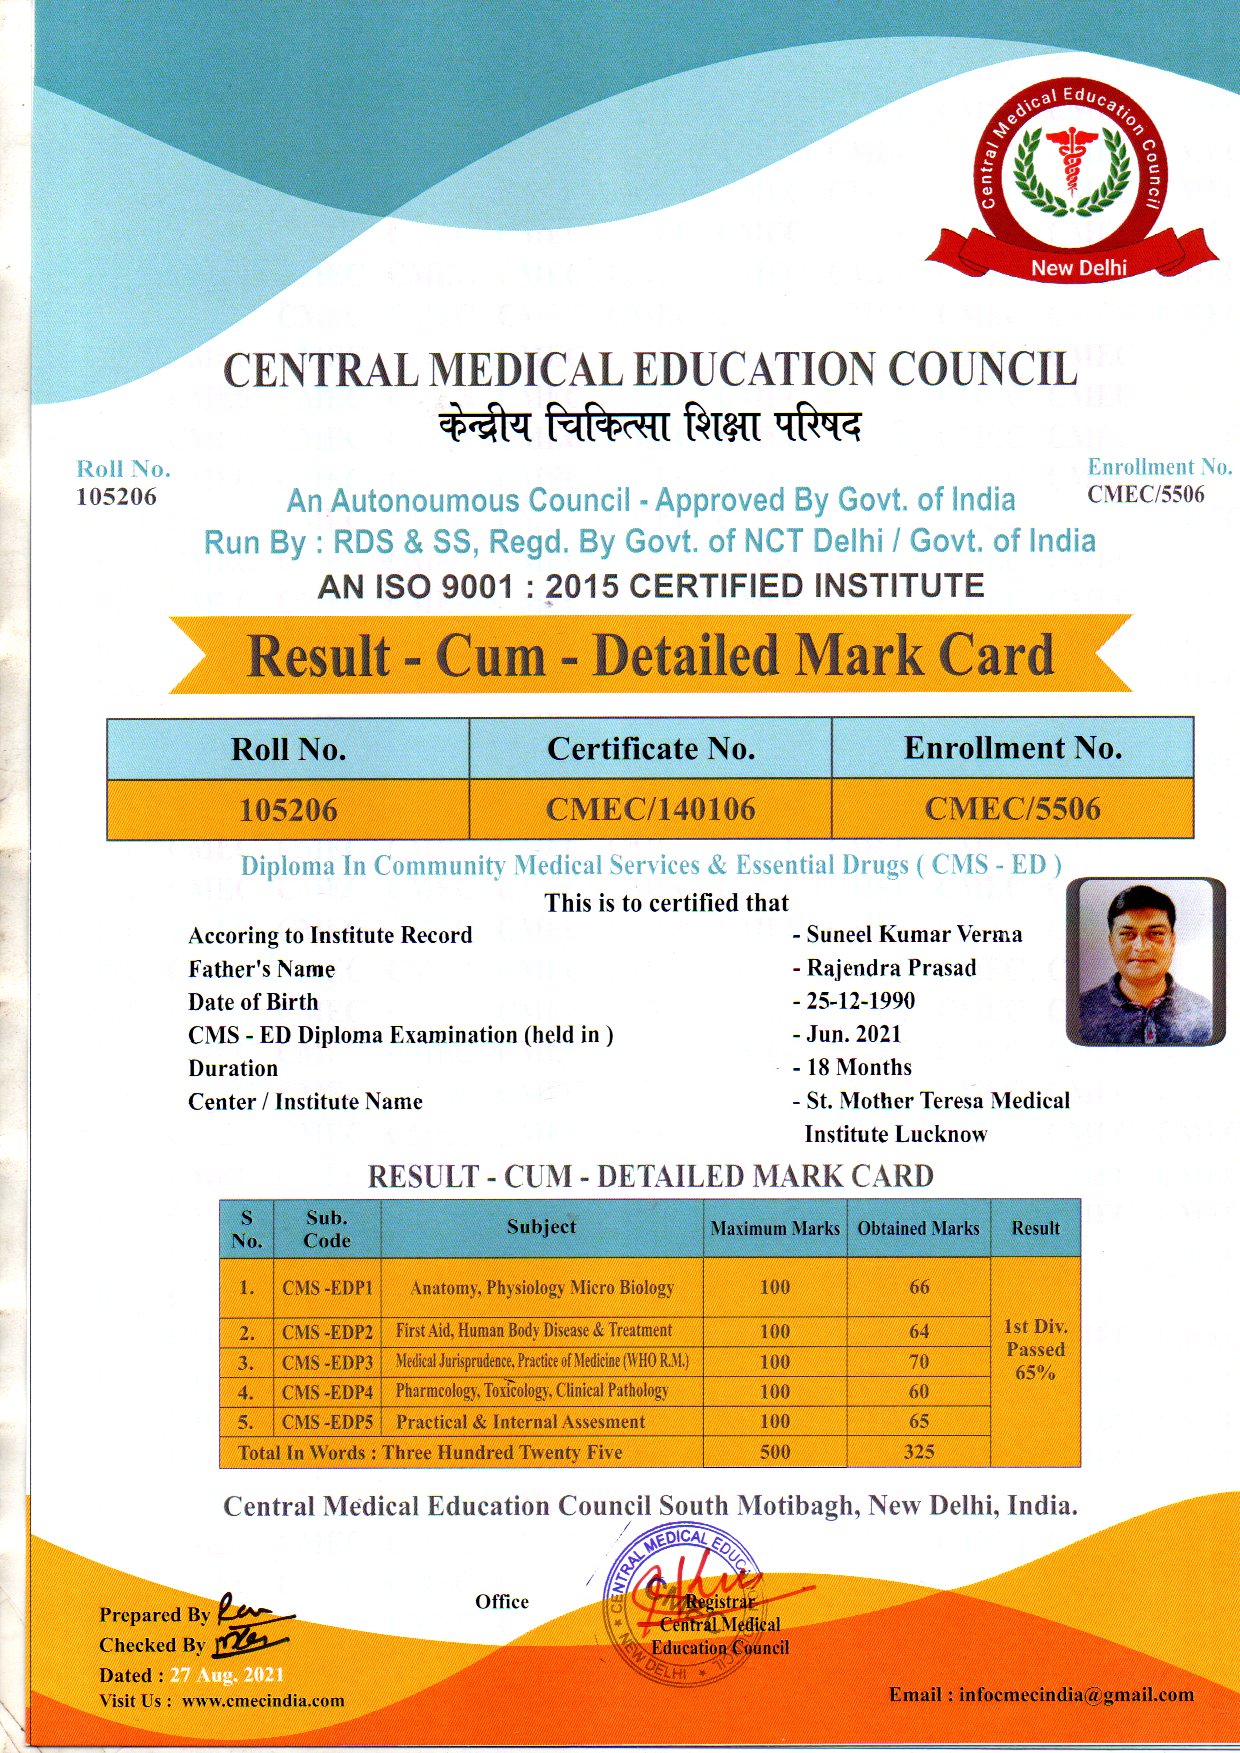 Central Medical Education Council
New Delhi
CENTRAL MEDICAL EDUCATION COUNCIL
केन्द्रीय चिकित्सा शिक्षा परिषद
Roll No.
105206
Enrollment No.
CMEC/5506
An Autonoumous Council - Approved By Govt. of India
Run By : RDS & SS, Regd. By Govt. of NCT Delhi / Govt. of India
AN ISO 9001 : 2015 CERTIFIED INSTITUTE
Result - Cum - Detailed Mark Card
Roll No. Certificate No. Enrollment No.
105206 CMEC/140106 CMEC/5506
Diploma In Community Medical Services & Essential Drugs ( CMS - ED )
This is to certified that
Accoring to Institute Record - Suneel Kumar Verma
Father's Name - Rajendra Prasad
Date of Birth - 25-12-1990
CMS - ED Diploma Examination (held in ) - Jun. 2021
Duration - 18 Months
Center / Institute Name - St. Mother Teresa Medical
Institute Lucknow
RESULT - CUM - DETAILED MARK CARD
S No. Sub. Code Subject Maximum Marks Obtained Marks Result
1. CMS -EDP1 Anatomy, Physiology Micro Biology 100 66
2. CMS -EDP2 First Aid, Human Body Disease & Treatment 100 64
3. CMS -EDP3 Medical Jurisprudence, Practice of Medicine (WHO R.M.) 100 70
4. CMS -EDP4 Pharmcology, Toxicology, Clinical Pathology 100 60
5. CMS -EDP5 Practical & Internal Assesment 100 65
1st Div.
Passed
65%
Total In Words : Three Hundred Twenty Five 500 325
Central Medical Education Council South Motibagh, New Delhi, India.
CENTRAL MEDICAL EDUCATION COUNCIL
CMEC
NEW DELHI
Office
Registrar
Central Medical
Education Council
Prepared By
Checked By
Dated : 27 Aug. 2021
Visit Us : www.cmecindia.com
Email : infocmecindia@gmail.com